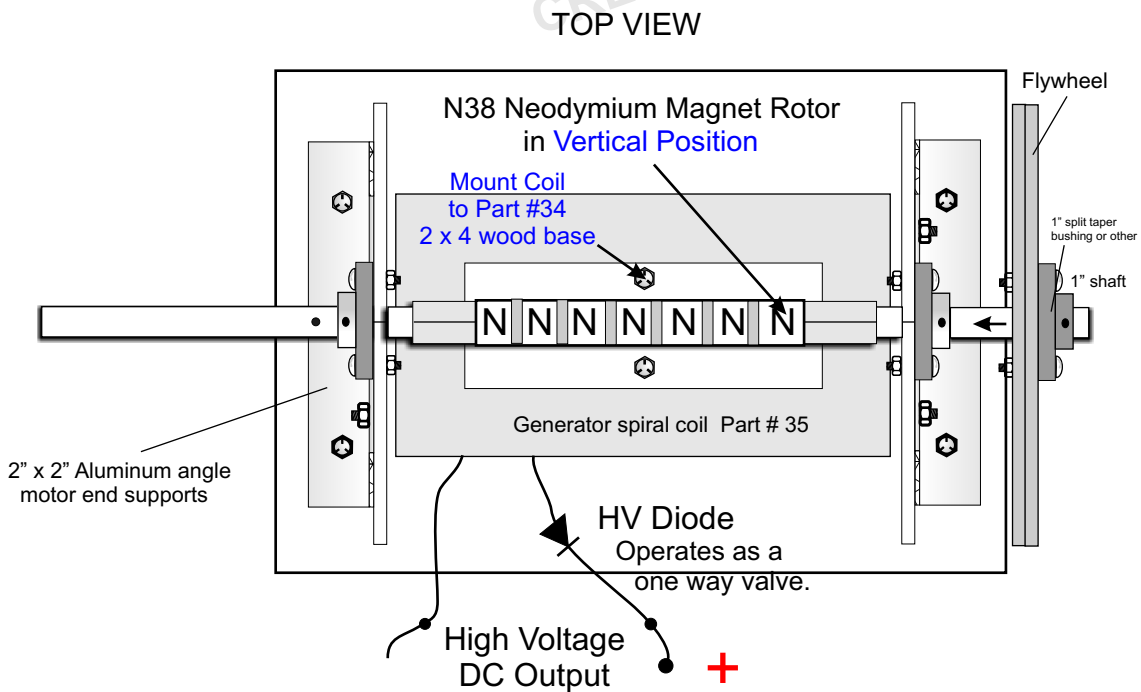 TOP VIEW
Flywheel
N38 Neodymium Magnet Rotor
in Vertical Position
Mount Coil
to Part #34
2 x 4 wood base
1” split taper
bushing or other
1” shaft
N N N N N N N
Generator spiral coil Part # 35
2” x 2” Aluminum angle
motor end supports
HV Diode
Operates as a
one way valve.
High Voltage
DC Output
+